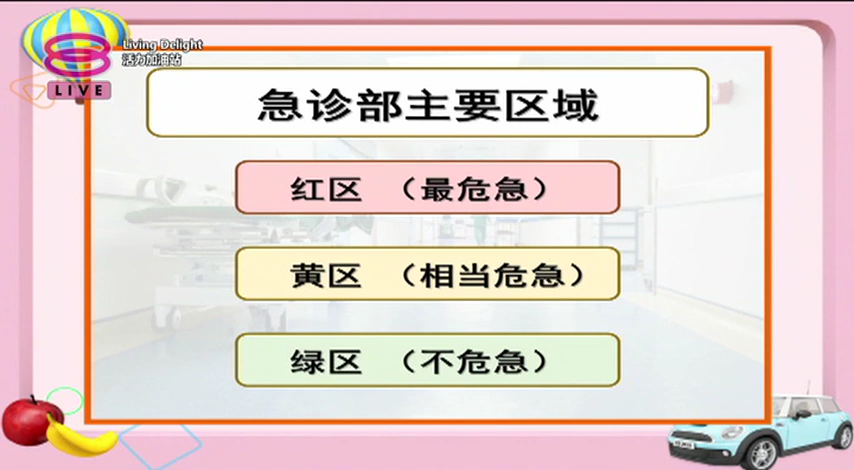 Living Delight
活力加油站
LIVE
急诊部主要区域
红区 （最危急）
黄区 （相当危急）
绿区 （不危急）